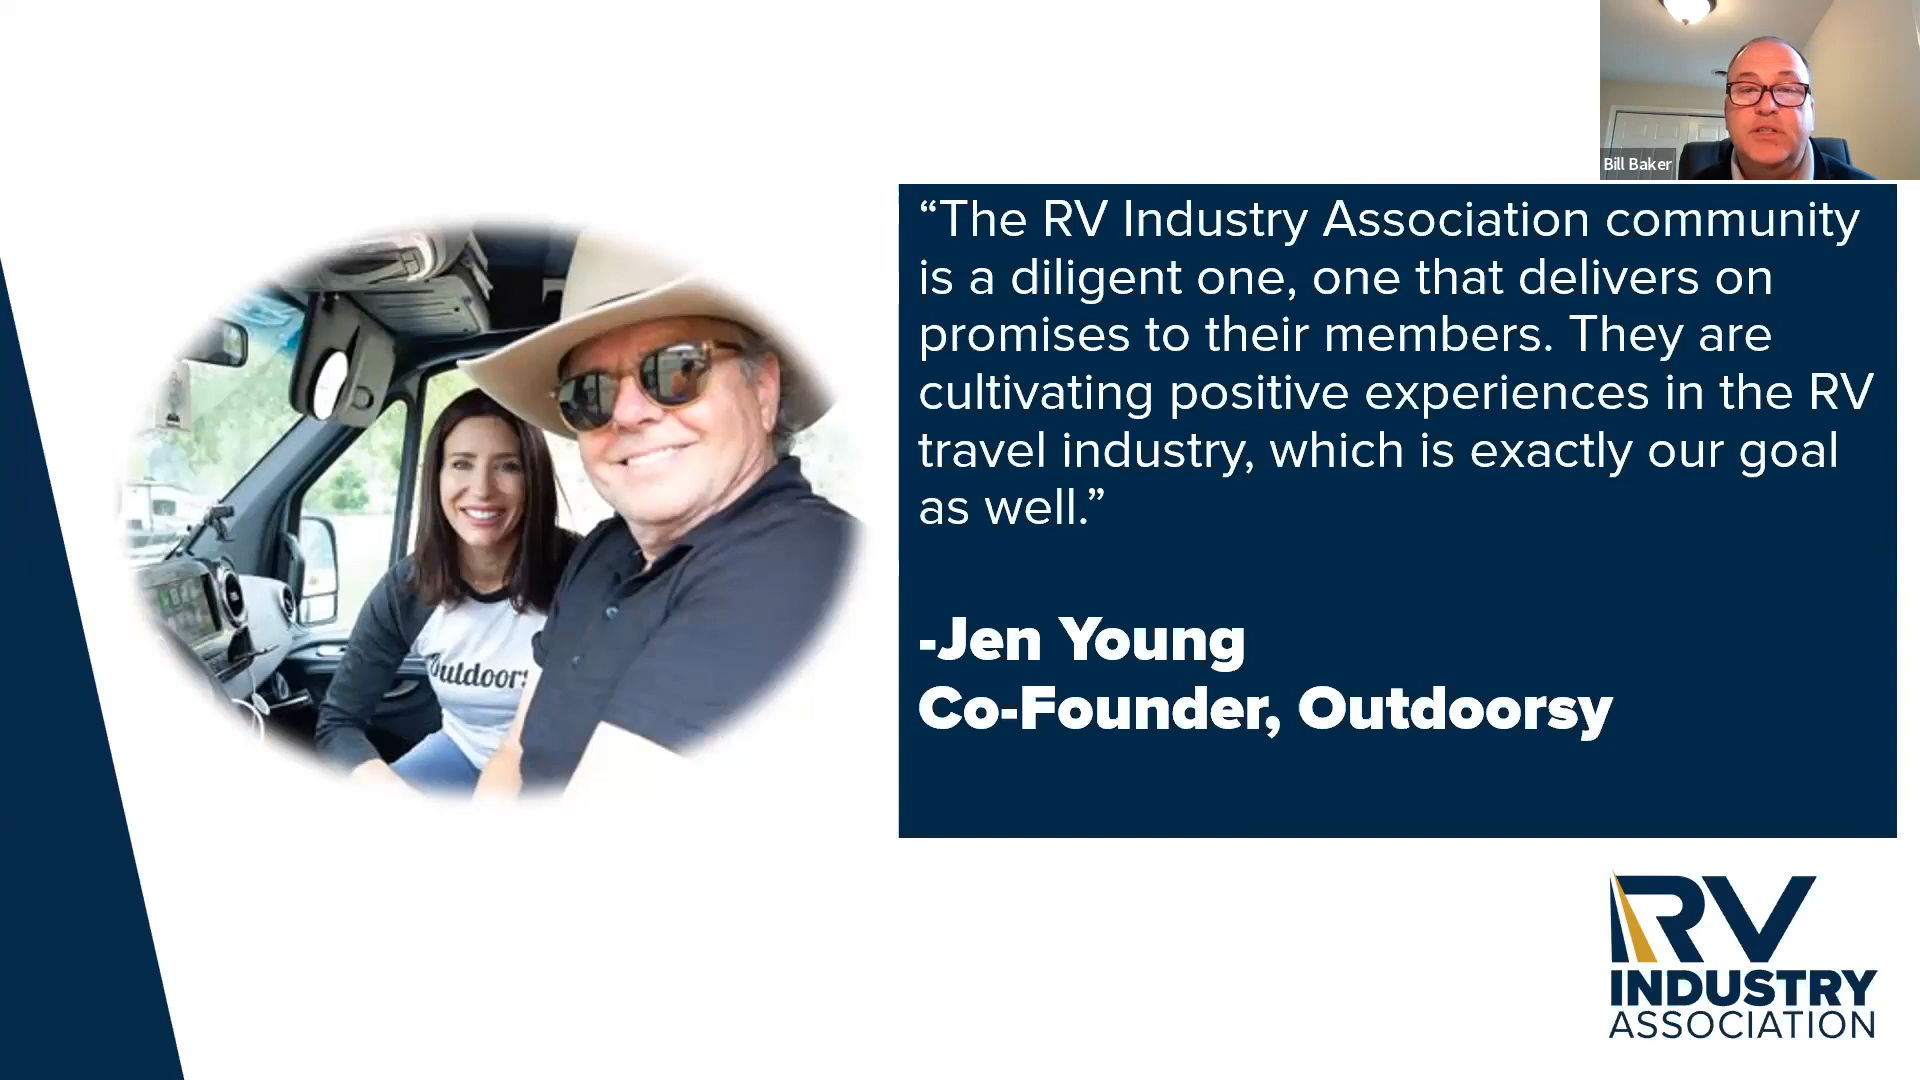 Bill Baker
“The RV Industry Association community
is a diligent one, one that delivers on
promises to their members. They are
cultivating positive experiences in the RV
travel industry, which is exactly our goal
as well.”
-Jen Young
Co-Founder, Outdoorsy
Outdoors
RV
INDUSTRY
ASSOCIATION